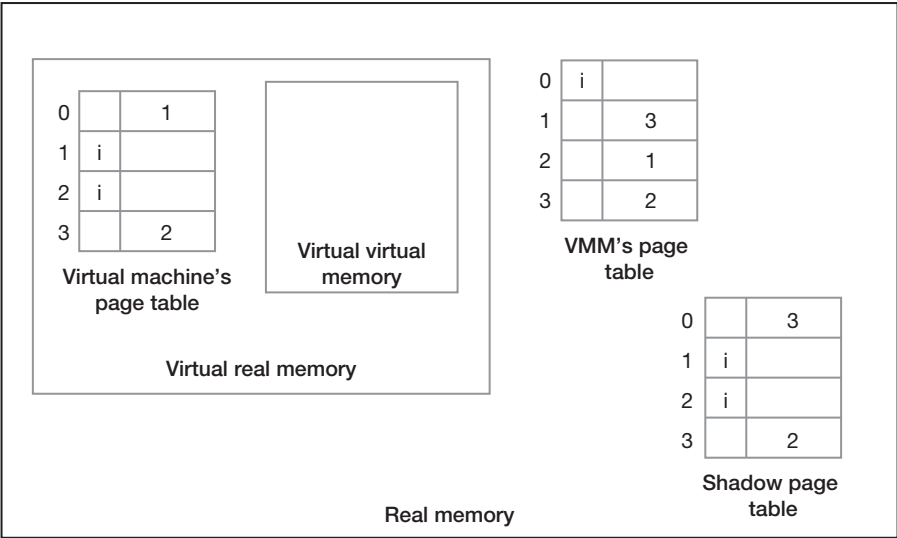 0 1
1 i
2 i
3 2
Virtual machine's
page table
Virtual virtual
memory
Virtual real memory
0 i
1 3
2 1
3 2
VMM's page
table
0 3
1 i
2 i
3 2
Shadow page
table
Real memory